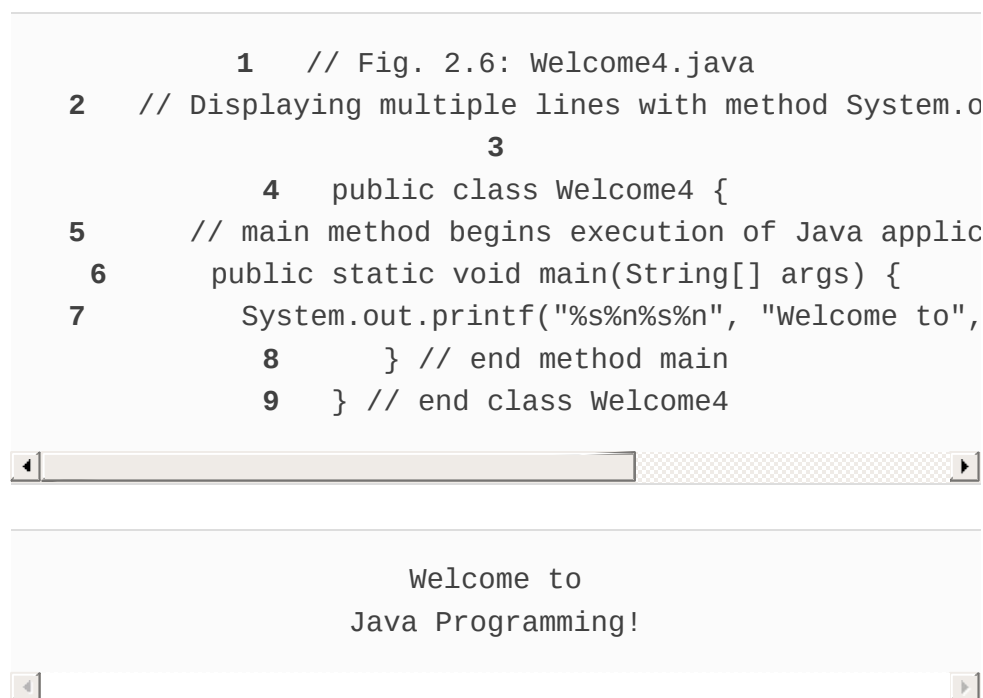 1 // Fig. 2.6: Welcome4.java
2 // Displaying multiple lines with method System.o
3
4 public class Welcome4 {
5 // main method begins execution of Java applic
6 public static void main(String[] args) {
7 System.out.printf("%s%n%s%n", "Welcome to",
8 } // end method main
9 } // end class Welcome4
Welcome to
Java Programming!